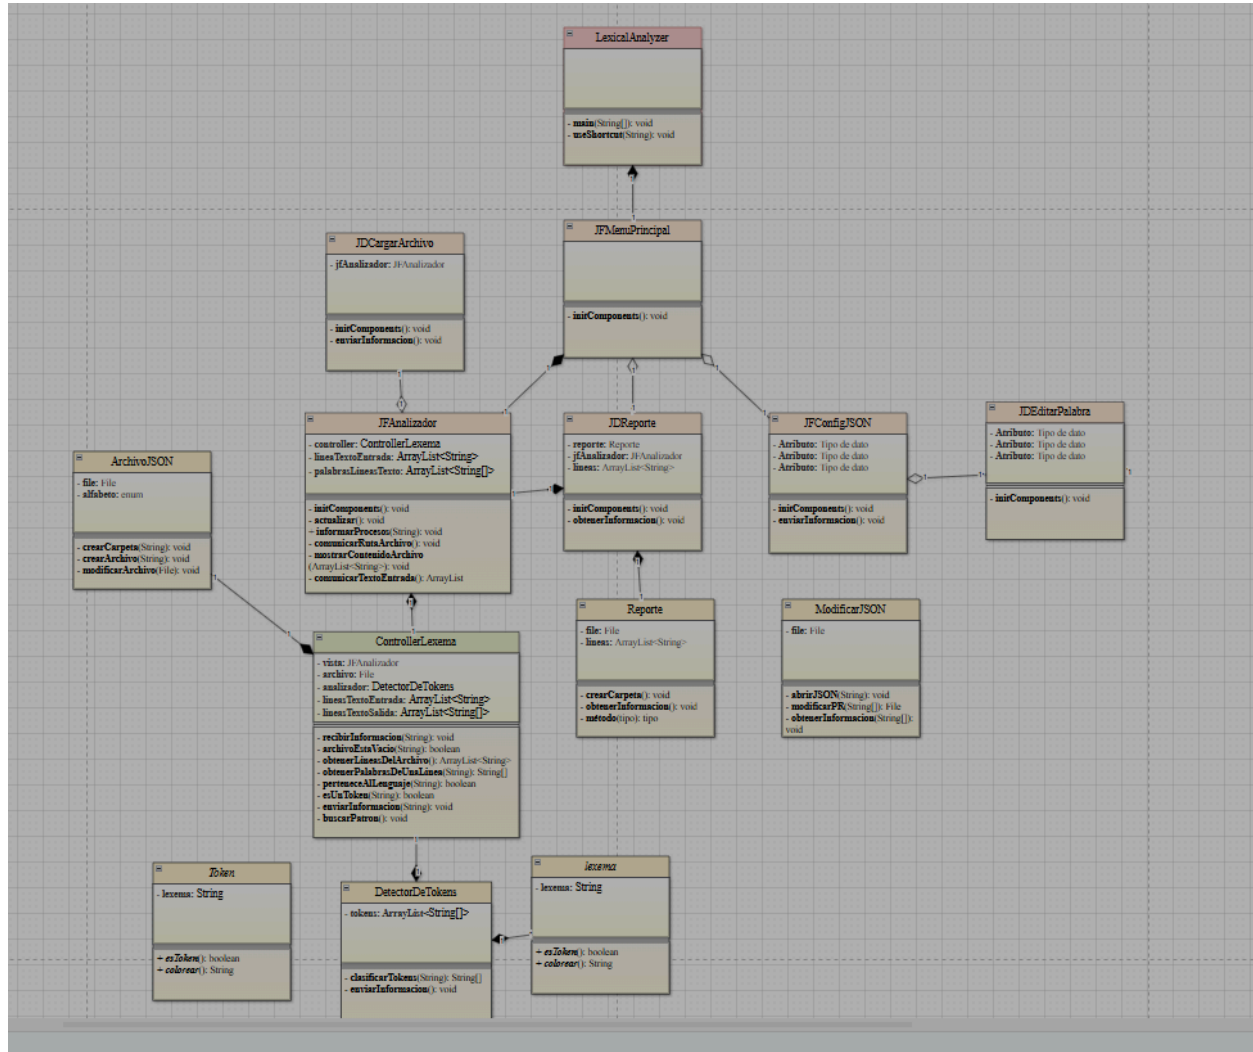 LexicalAnalyzer
- main(String[]): void
- useShortcut(String): void
JFMenuPrincipal
- initComponents(): void
JDCargarArchivo
- jfAnalizador: JFAnalizador
- initComponents(): void
- enviarInformacion(): void
JFAnalizador
- controller: ControllerLexema
- lineaTextoEntrada: ArrayList<String>
- palabrasLineasTexto: ArrayList<String[]>
- initComponents(): void
- actualizar(): void
+ informarProcesos(String): void
- comunicarRutaArchivo(): void
- mostrarContenidoArchivo
(ArrayList<String>): void
- comunicarTextoEntrada(): ArrayList
JDReporte
- reporte: Reporte
- jfAnalizador: JFAnalizador
- lineas: ArrayList<String>
- initComponents(): void
- obtenerInformacion(): void
JFConfigJSON
- Atributo: Tipo de dato
- Atributo: Tipo de dato
- Atributo: Tipo de dato
- initComponents(): void
- enviarInformacion(): void
JDEditarPalabra
- Atributo: Tipo de dato
- Atributo: Tipo de dato
- Atributo: Tipo de dato
- initComponents(): void
ArchivoJSON
- file: File
- alfabeto: enum
- crearCarpeta(String): void
- crearArchivo(String): void
- modificarArchivo(File): void
Reporte
- file: File
- lineas: ArrayList<String>
- crearCarpeta(): void
- obtenerInformacion(): void
- método(tipo): tipo
ModificarJSON
- file: File
- abrirJSON(String): void
- modificarPR(String[]): File
- obtenerInformacion(String[]):
void
ControllerLexema
- vista: JFAnalizador
- archivo: File
- analizador: DetectorDeTokens
- lineasTextoEntrada: ArrayList<String>
- lineasTextoSalida: ArrayList<String[]>
- recibirInformacion(String): void
- archivoEstaVacio(String): boolean
- obtenerLineasDelArchivo(): ArrayList<String>
- obtenerPalabrasDeUnaLinea(String): String[]
- perteneceAlLenguaje(String): boolean
- esUnToken(String): boolean
- enviarInformacion(String): void
- buscarPatron(): void
Token
- lexema: String
+ esToken(): boolean
+ colorear(): String
DetectorDeTokens
- tokens: ArrayList<String[]>
- clasificarTokens(String): String[]
- enviarInformacion(): void
lexema
- lexema: String
+ esToken(): boolean
+ colorear(): String